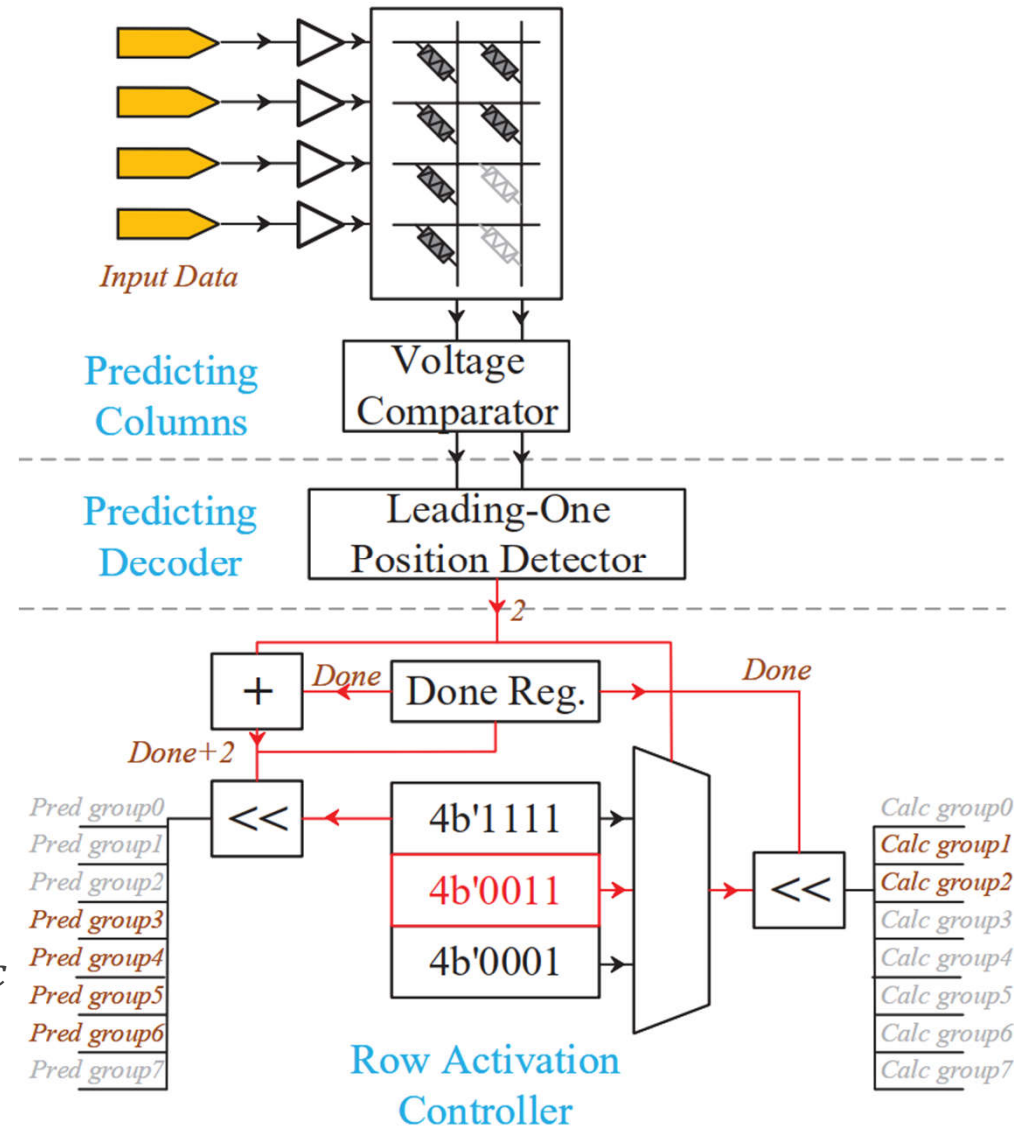 Input Data
Predicting
Columns
Voltage
Comparator
Predicting
Decoder
Leading-One
Position Detector
2
+
Done
Done Reg.
Done
Done+2
<<
4b'1111
4b'0011
4b'0001
<<
Pred group0
Pred group1
Pred group2
Pred group3
Pred group4
Pred group5
Pred group6
Pred group7
c
Calc group0
Calc group1
Calc group2
Calc group3
Calc group4
Calc group5
Calc group6
Calc group7
Row Activation
Controller